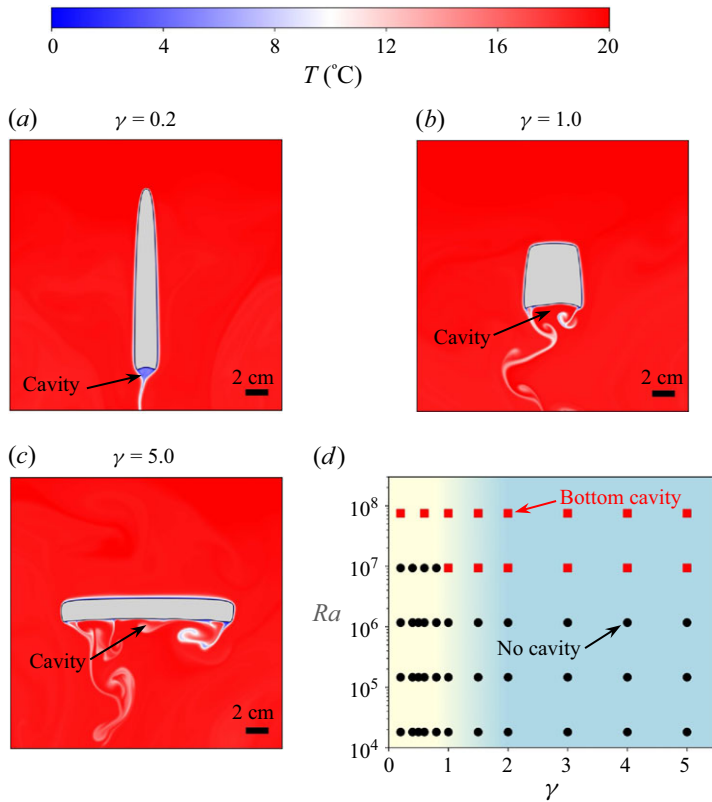 0 4 8 12 16 20
T (°C)
(a) γ = 0.2
Cavity
2 cm
(b) γ = 1.0
Cavity
2 cm
(c) γ = 5.0
Cavity
2 cm
(d)
10⁸
Bottom cavity
10⁷
Ra
10⁶
No cavity
10⁵
10⁴
0 1 2 3 4 5
γ